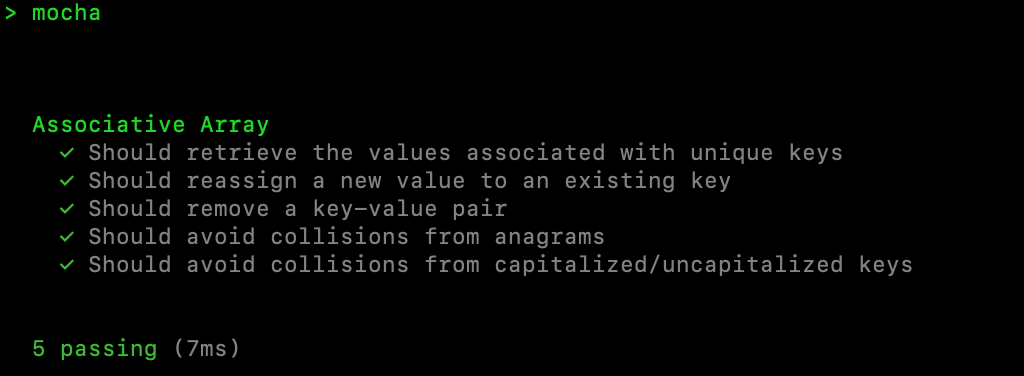 > mocha
Associative Array
✓ Should retrieve the values associated with unique keys
✓ Should reassign a new value to an existing key
✓ Should remove a key-value pair
✓ Should avoid collisions from anagrams
✓ Should avoid collisions from capitalized/uncapitalized keys
5 passing (7ms)